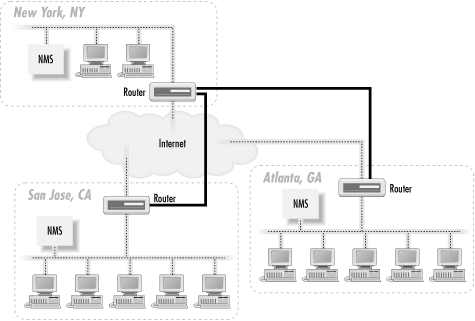 New York, NY
NMS
Router
Internet
San Jose, CA
Router
NMS
Atlanta, GA
Router
NMS